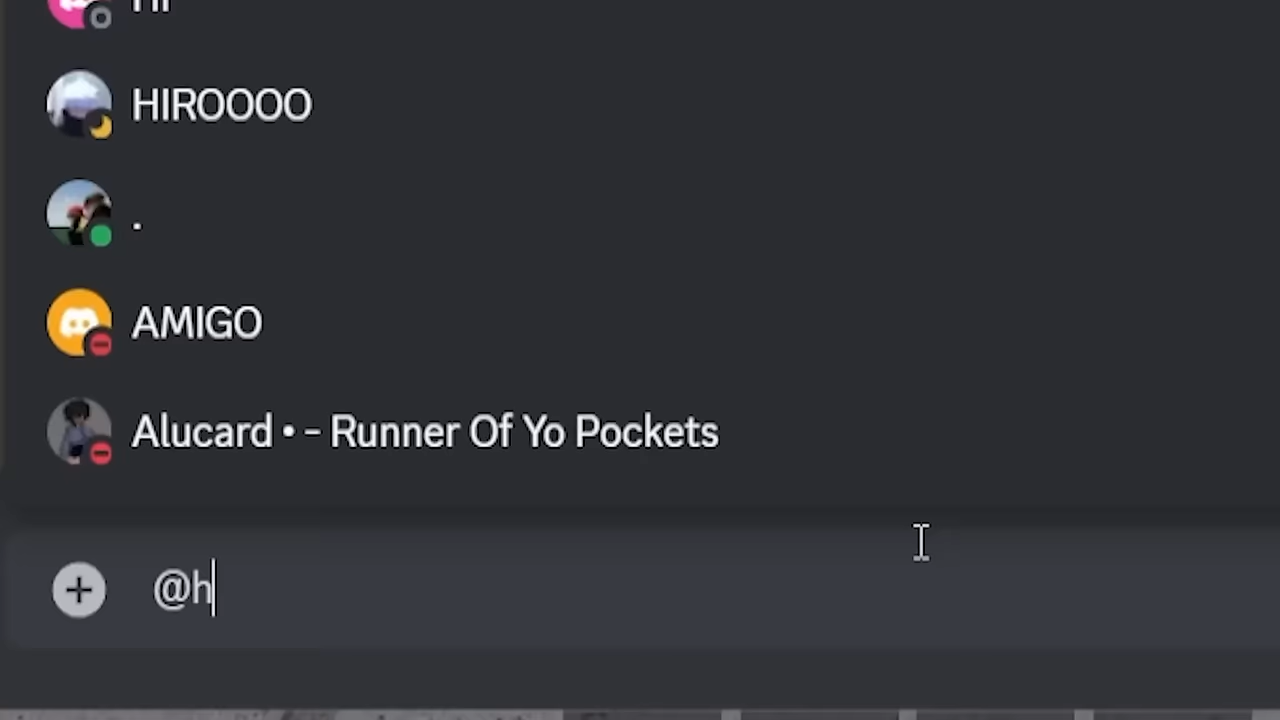 HIROOOO
.
AMIGO
Alucard • - Runner Of Yo Pockets
@h